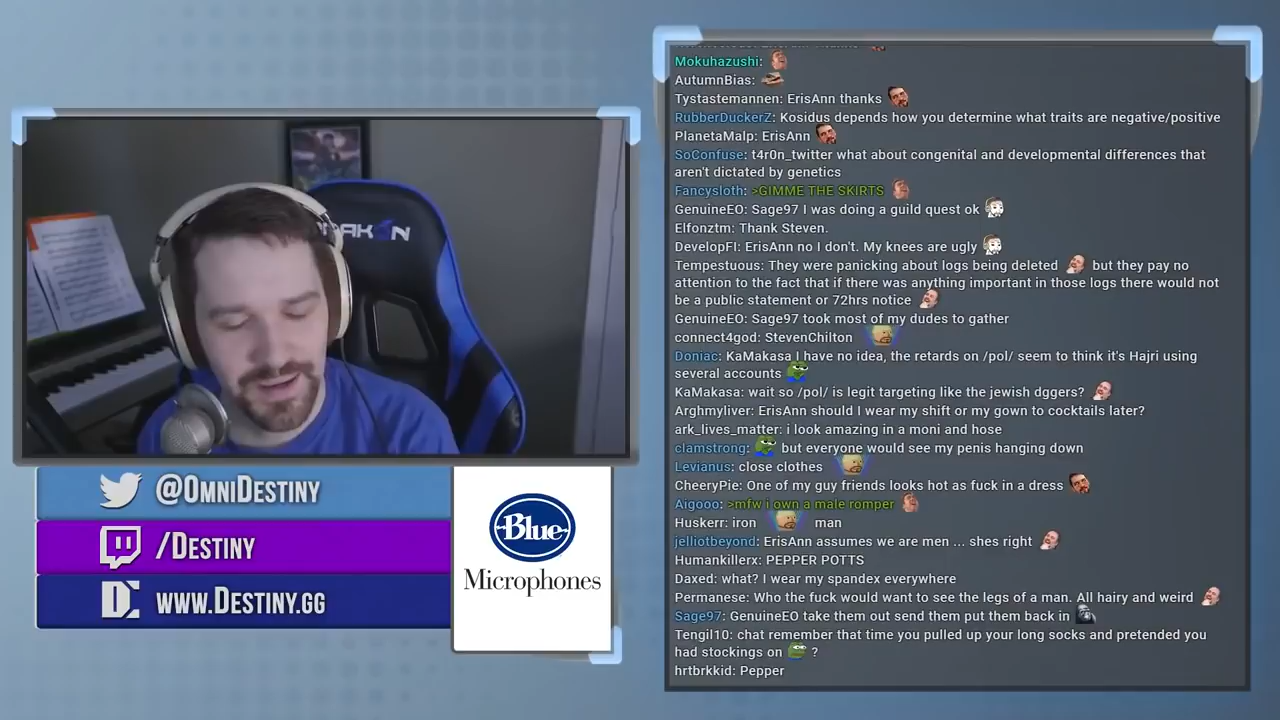 Mokuhazushi:
AutumnBias:
Tystastemannen: ErisAnn thanks
RubberDuckerZ: Kosidus depends how you determine what traits are negative/positive
PlanetaMalp: ErisAnn
SoConfuse: t4r0n_twitter what about congenital and developmental differences that
aren't dictated by genetics
Fancysloth: >GIMME THE SKIRTS
GenuineEO: Sage97 I was doing a guild quest ok
Elfonztm: Thank Steven.
DevelopFI: ErisAnn no I don't. My knees are ugly
Tempestuous: They were panicking about logs being deleted but they pay no
attention to the fact that if there was anything important in those logs there would not
be a public statement or 72hrs notice
GenuineEO: Sage97 took most of my dudes to gather
connect4god: StevenChilton
Doniac: KaMakasa I have no idea, the retards on /pol/ seem to think it's Hajri using
several accounts
KaMakasa: wait so /pol/ is legit targeting like the jewish dggers?
Arghmyliver: ErisAnn should I wear my shift or my gown to cocktails later?
ark_lives_matter: i look amazing in a moni and hose
clamstrong: but everyone would see my penis hanging down
Levianus: close clothes
CheeryPie: One of my guy friends looks hot as fuck in a dress
Aigooo: >mfw i own a male romper
Huskerr: iron man
jelliotbeyond: ErisAnn assumes we are men ... shes right
Humankillerx: PEPPER POTTS
Daxed: what? I wear my spandex everywhere
Permanese: Who the fuck would want to see the legs of a man. All hairy and weird
Sage97: GenuineEO take them out send them put them back in
Tengil10: chat remember that time you pulled up your long socks and pretended you
had stockings on ?
hrtbrkkid: Pepper
@OmniDestiny
/Destiny
www.Destiny.gg
Blue
Microphones